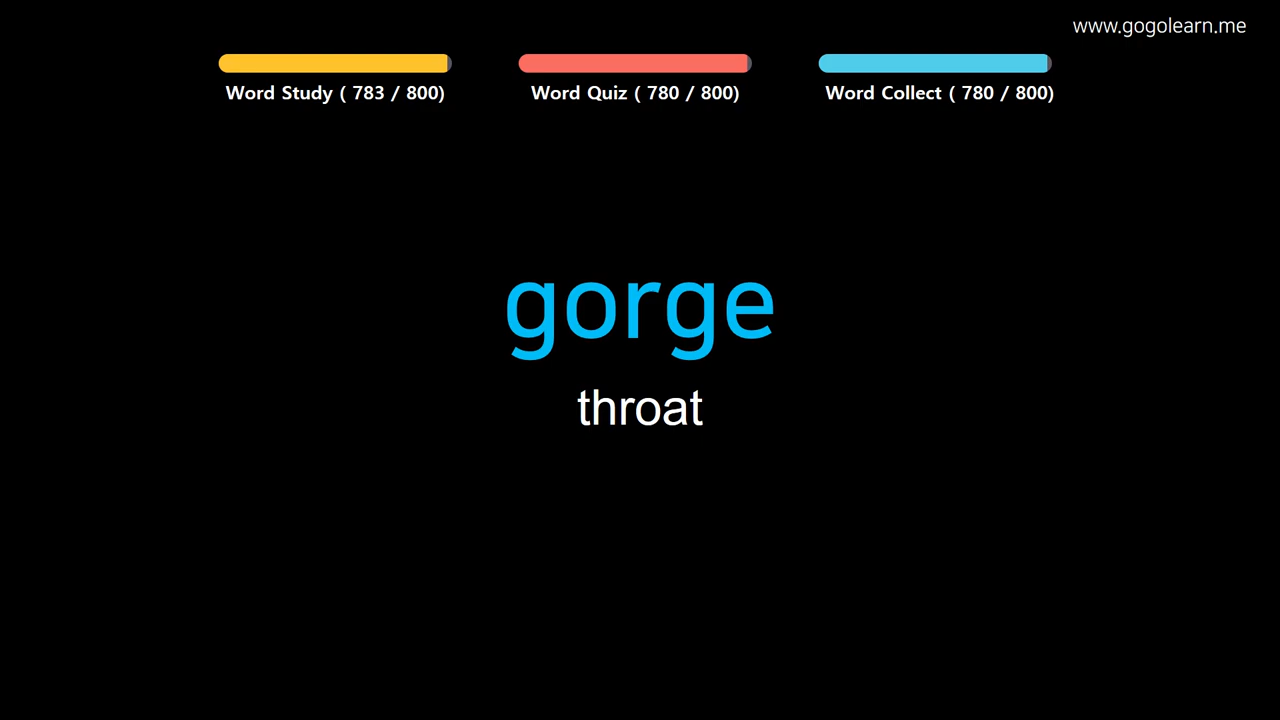 www.gogolearn.me
Word Study ( 783 / 800)
Word Quiz ( 780 / 800)
Word Collect ( 780 / 800)
gorge
throat